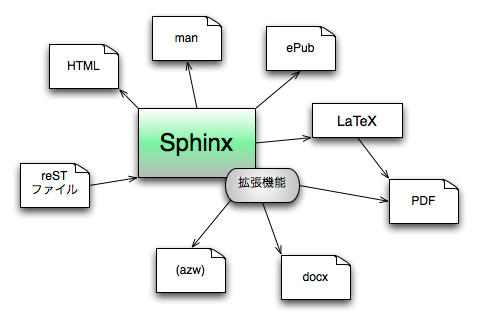 man
ePub
HTML
LaTeX
Sphinx
reST
ファイル
拡張機能
PDF
(azw)
docx